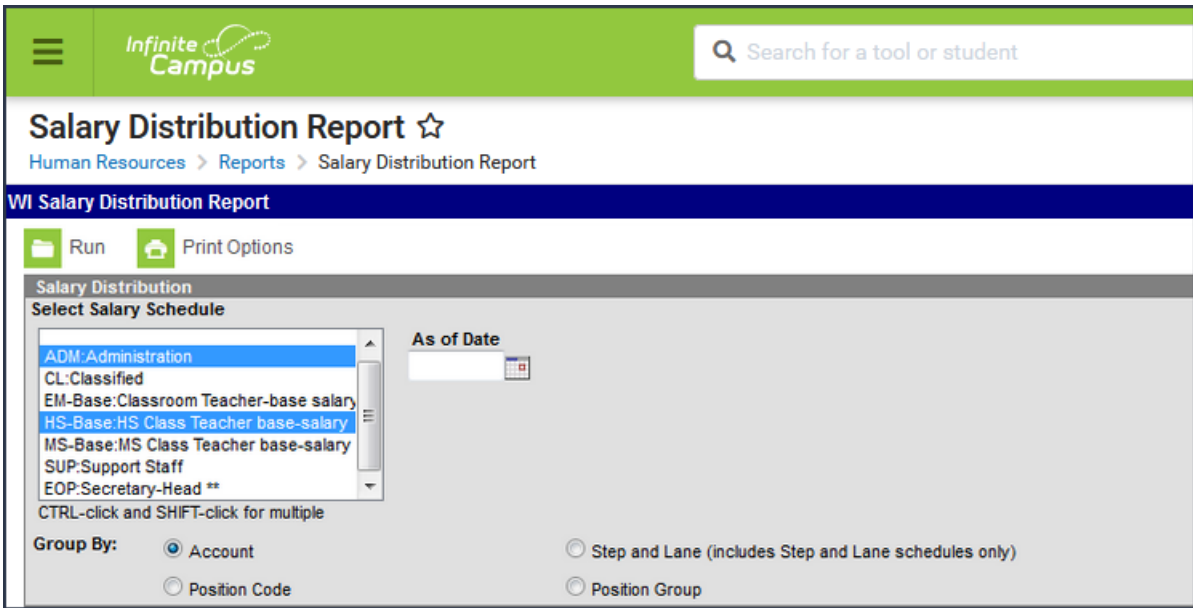 Infinite
Campus
Search for a tool or student
Salary Distribution Report
Human Resources > Reports > Salary Distribution Report
WI Salary Distribution Report
Run Print Options
Salary Distribution
Select Salary Schedule
As of Date
ADM:Administration
CL:Classified
EM-Base:Classroom Teacher-base salary
HS-Base:HS Class Teacher base-salary
MS-Base:MS Class Teacher base-salary
SUP:Support Staff
EOP:Secretary-Head **
CTRL-click and SHIFT-click for multiple
Group By: Account Step and Lane (includes Step and Lane schedules only)
Position Code Position Group